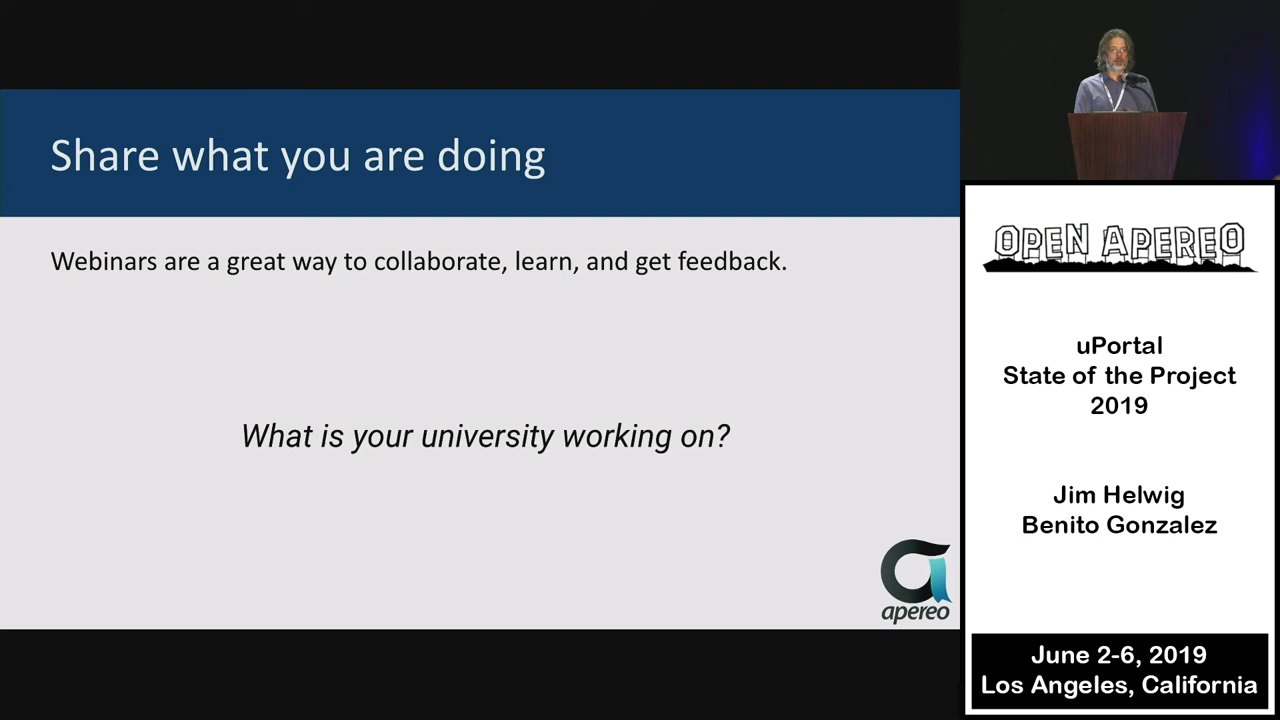 Share what you are doing
Webinars are a great way to collaborate, learn, and get feedback.
What is your university working on?
apereo
OPEN APEREO
uPortal
State of the Project
2019
Jim Helwig
Benito Gonzalez
June 2-6, 2019
Los Angeles, California